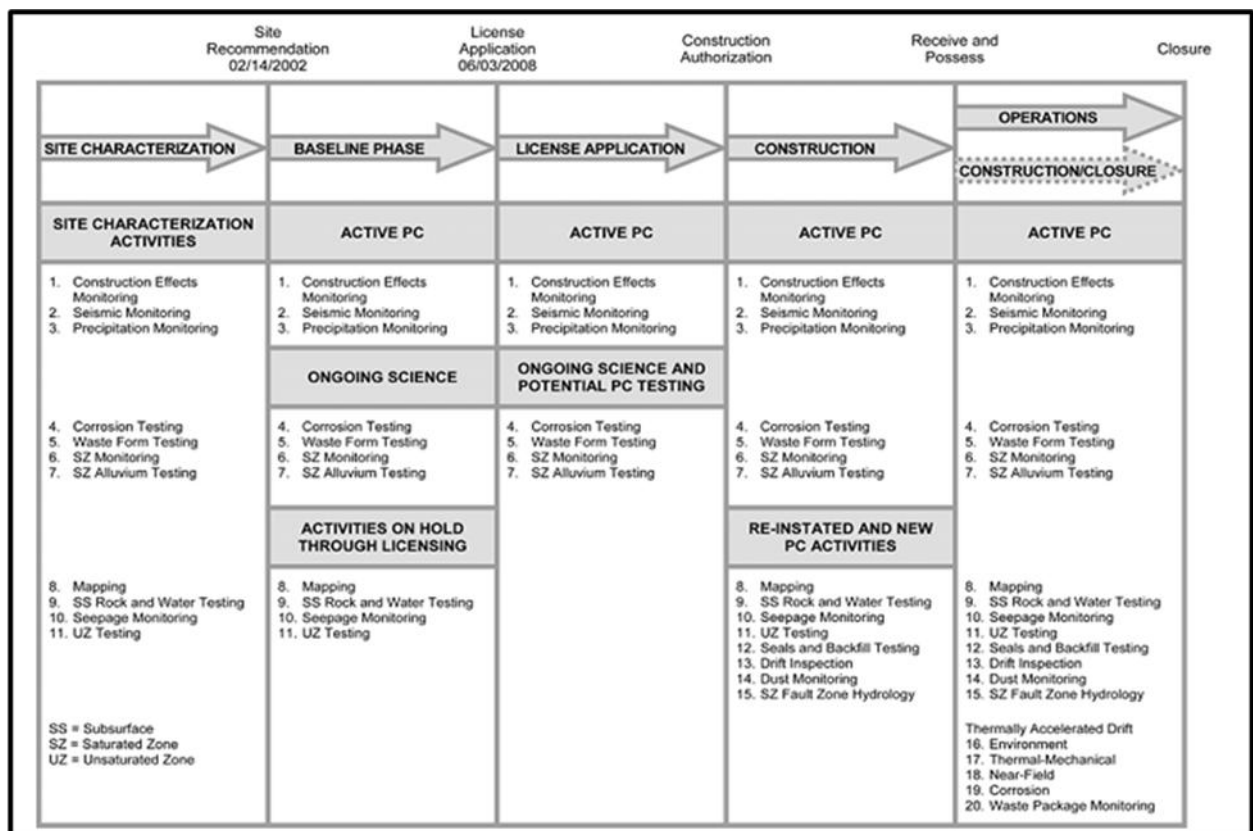 Site
Recommendation
02/14/2002
License
Application
06/03/2008
Construction
Authorization
Receive and
Possess
Closure
SITE CHARACTERIZATION
BASELINE PHASE
LICENSE APPLICATION
CONSTRUCTION
OPERATIONS
CONSTRUCTION/CLOSURE
SITE CHARACTERIZATION
ACTIVITIES
ACTIVE PC
ACTIVE PC
ACTIVE PC
ACTIVE PC
1. Construction Effects
Monitoring
2. Seismic Monitoring
3. Precipitation Monitoring
1. Construction Effects
Monitoring
2. Seismic Monitoring
3. Precipitation Monitoring
1. Construction Effects
Monitoring
2. Seismic Monitoring
3. Precipitation Monitoring
1. Construction Effects
Monitoring
2. Seismic Monitoring
3. Precipitation Monitoring
1. Construction Effects
Monitoring
2. Seismic Monitoring
3. Precipitation Monitoring
ONGOING SCIENCE
ONGOING SCIENCE AND
POTENTIAL PC TESTING
4. Corrosion Testing
5. Waste Form Testing
6. SZ Monitoring
7. SZ Alluvium Testing
4. Corrosion Testing
5. Waste Form Testing
6. SZ Monitoring
7. SZ Alluvium Testing
4. Corrosion Testing
5. Waste Form Testing
6. SZ Monitoring
7. SZ Alluvium Testing
4. Corrosion Testing
5. Waste Form Testing
6. SZ Monitoring
7. SZ Alluvium Testing
4. Corrosion Testing
5. Waste Form Testing
6. SZ Monitoring
7. SZ Alluvium Testing
ACTIVITIES ON HOLD
THROUGH LICENSING
RE-INSTATED AND NEW
PC ACTIVITIES
8. Mapping
9. SS Rock and Water Testing
10. Seepage Monitoring
11. UZ Testing
8. Mapping
9. SS Rock and Water Testing
10. Seepage Monitoring
11. UZ Testing
8. Mapping
9. SS Rock and Water Testing
10. Seepage Monitoring
11. UZ Testing
12. Seals and Backfill Testing
13. Drift Inspection
14. Dust Monitoring
15. SZ Fault Zone Hydrology
8. Mapping
9. SS Rock and Water Testing
10. Seepage Monitoring
11. UZ Testing
12. Seals and Backfill Testing
13. Drift Inspection
14. Dust Monitoring
15. SZ Fault Zone Hydrology
SS = Subsurface
SZ = Saturated Zone
UZ = Unsaturated Zone
Thermally Accelerated Drift
16. Environment
17. Thermal-Mechanical
18. Near-Field
19. Corrosion
20. Waste Package Monitoring